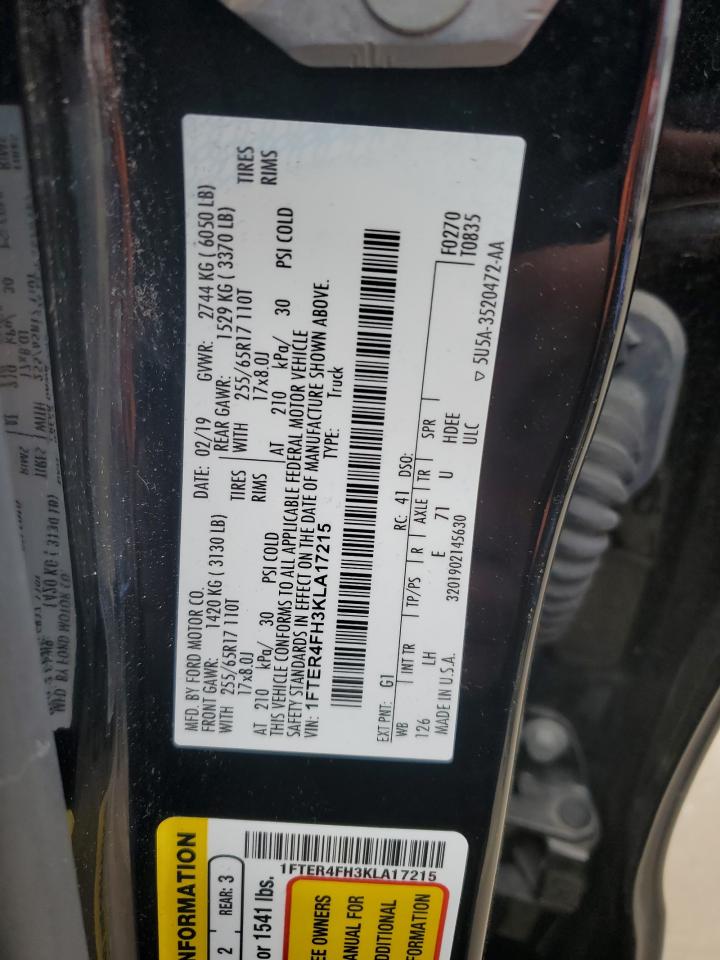 MFD. BY FORD MOTOR CO.
DATE: 02/19 GVWR: 2744 KG ( 6050 LB)
FRONT GAWR: 1420 KG ( 3130 LB) REAR GAWR: 1529 KG ( 3370 LB)
WITH 255/65R17 110T TIRES WITH 255/65R17 110T TIRES
17x8.0J RIMS 17x8.0J RIMS
AT 210 kPa/ 30 PSI COLD AT 210 kPa/ 30 PSI COLD
THIS VEHICLE CONFORMS TO ALL APPLICABLE FEDERAL MOTOR VEHICLE
SAFETY STANDARDS IN EFFECT ON THE DATE OF MANUFACTURE SHOWN ABOVE.
VIN: 1FTER4FH3KLA17215 TYPE: Truck
EXT PNT: G1 RC: 41 DSO: F0270
WB INT TR TP/PS R AXLE TR SPR T0835
126 LH E 71 U HDEE
MADE IN U.S.A. 3201902145630 ULC
▽ 5U5A-3520472-AA
NFORMATION
2 REAR: 3
or 1541 lbs.
1FTER4FH3KLA17215
EE OWNERS
ANUAL FOR
DDITIONAL
FORMATION